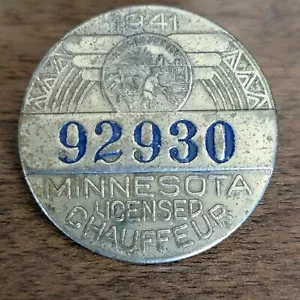 1941
92930
MINNESOTA
LICENSED
CHAUFFEUR